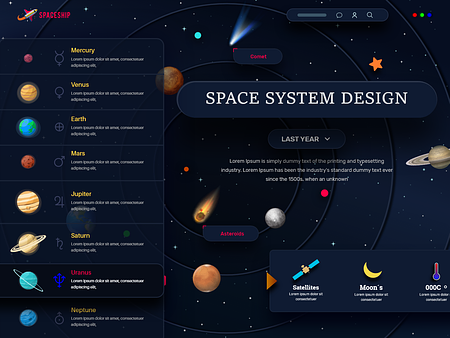 SPACESHIP
Mercury
Lorem Ipsum dolor sit amet, consectetuer
adipiscing elit,
Venus
Lorem Ipsum dolor sit amet, consectetuer
adipiscing elit,
Earth
Lorem Ipsum dolor sit amet, consectetuer
adipiscing elit,
Mars
Lorem Ipsum dolor sit amet, consectetuer
adipiscing elit,
Jupiter
Lorem Ipsum dolor sit amet, consectetuer
adipiscing elit,
Saturn
Lorem Ipsum dolor sit amet, consectetuer
adipiscing elit,
Uranus
Lorem Ipsum dolor sit amet, consectetuer
adipiscing elit,
Neptune
Lorem Ipsum dolor sit amet, consectetuer
adipiscing elit,
Comet
SPACE SYSTEM DESIGN
LAST YEAR
Lorem Ipsum is simply dummy text of the printing and typesetting
industry. Lorem Ipsum has been the industry's standard dummy text ever
since the 1500s, when an unknown
Asteroids
Satellites
Lorem ipsum dolor sit
consectetuer
Moon's
Lorem ipsum dolor sit
consectetuer
000C °
Lorem ipsum dolor
consectetuer